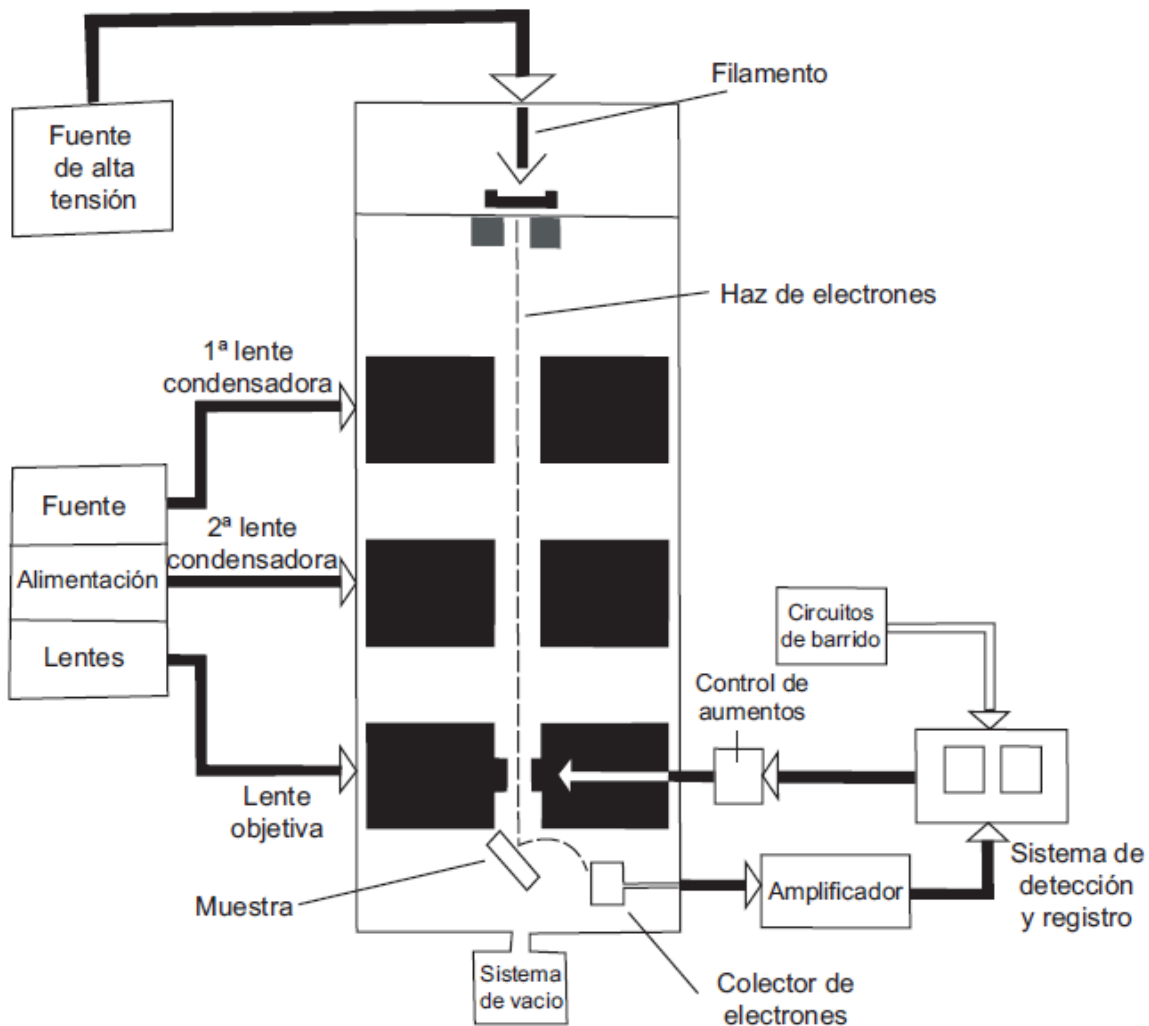 Filamento
Fuente
de alta
tensión
Haz de electrones
1ª lente
condensadora
Fuente
2ª lente
condensadora
Alimentación
Lentes
Circuitos
de barrido
Control de
aumentos
Lente
objetiva
Muestra
Amplificador
Sistema de
detección
y registro
Sistema
de vacio
Colector de
electrones